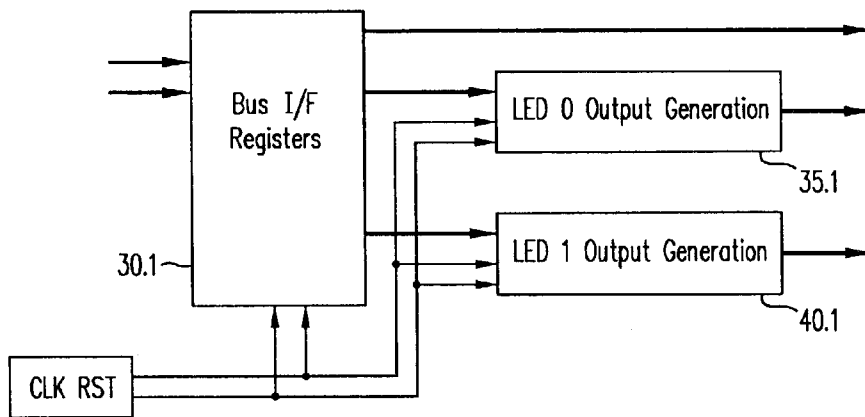 Bus I/F
Registers
LED 0 Output Generation
35.1
LED 1 Output Generation
30.1
40.1
CLK RST